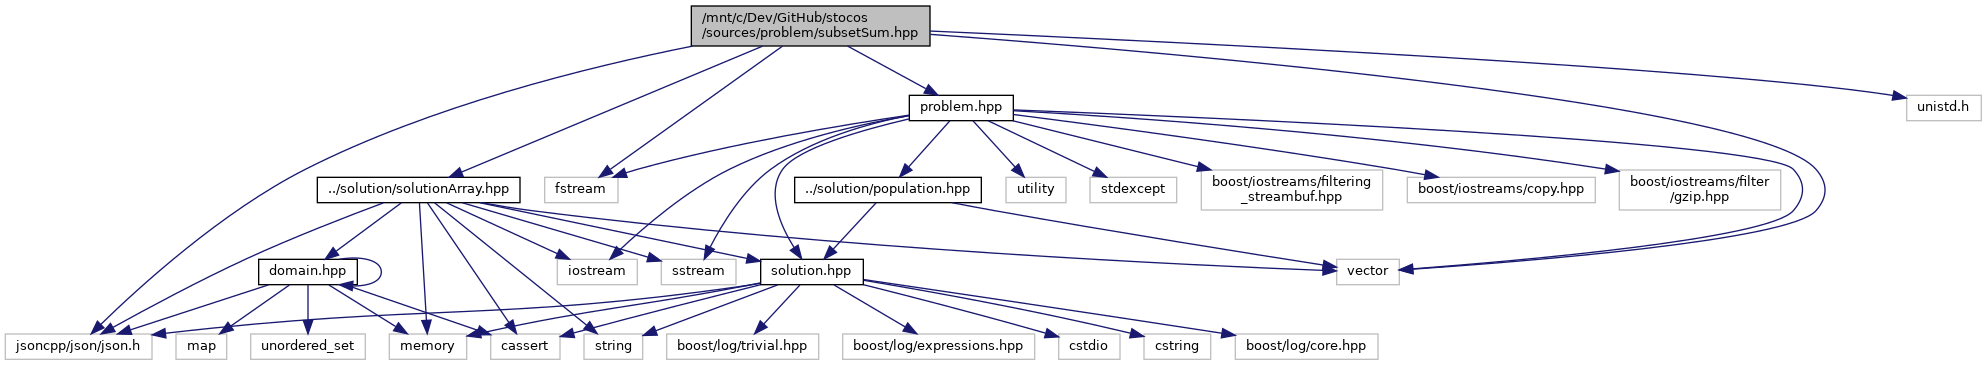 /mnt/c/Dev/GitHub/stocos
/sources/problem/subsetSum.hpp
problem.hpp
unistd.h
../solution/solutionArray.hpp
fstream
../solution/population.hpp
utility
stdexcept
boost/iostreams/filtering
_streambuf.hpp
boost/iostreams/copy.hpp
boost/iostreams/filter
/gzip.hpp
domain.hpp
iostream
sstream
solution.hpp
vector
jsoncpp/json/json.h
map
unordered_set
memory
cassert
string
boost/log/trivial.hpp
boost/log/expressions.hpp
cstdio
cstring
boost/log/core.hpp